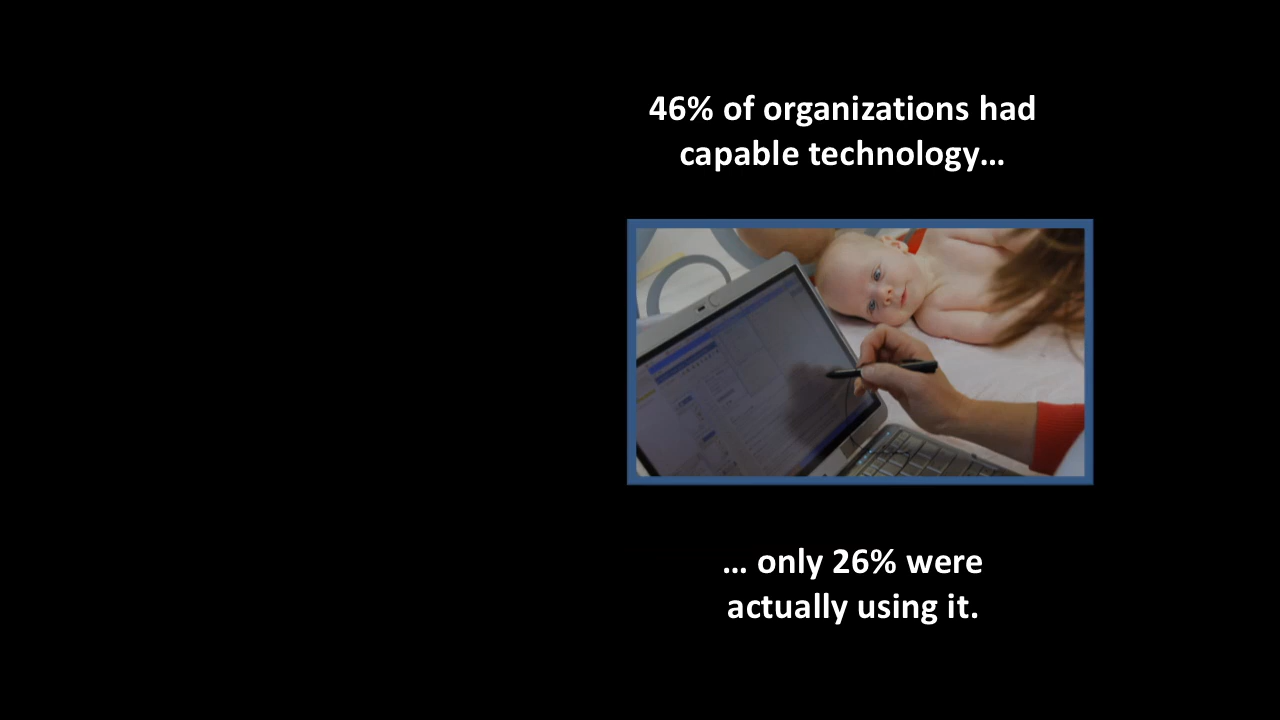 46% of organizations had
capable technology…
… only 26% were
actually using it.